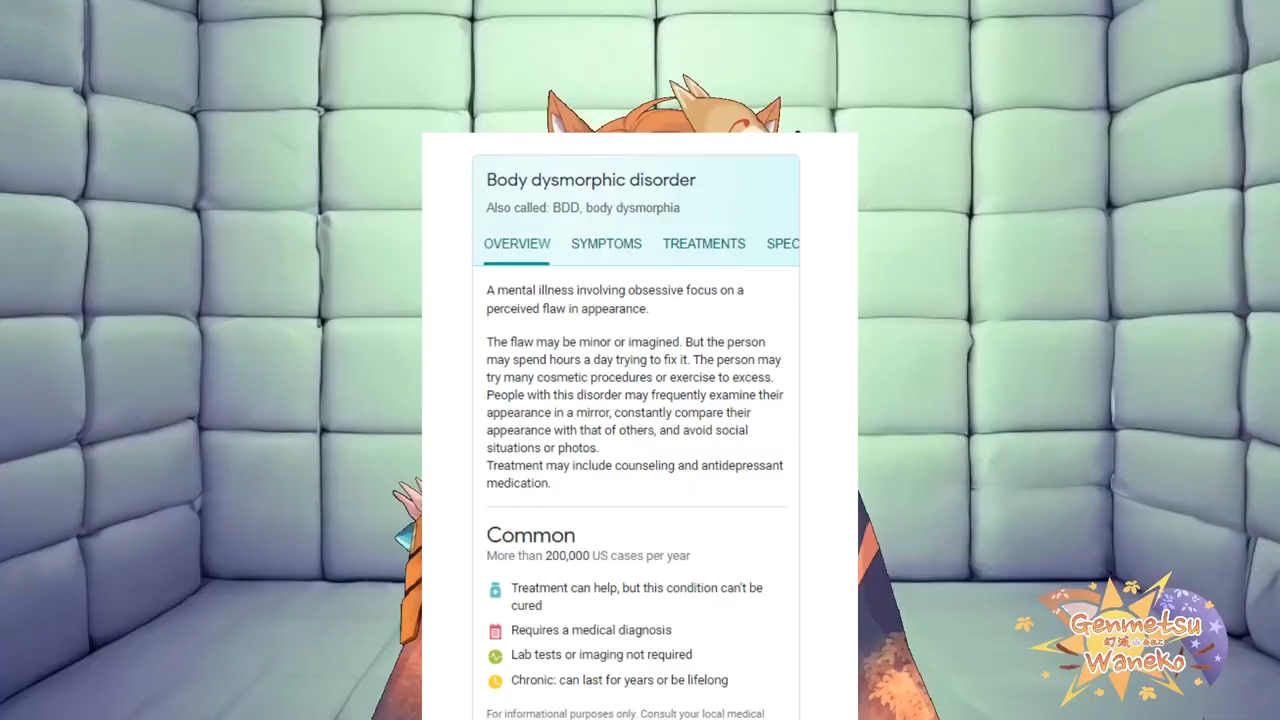 Body dysmorphic disorder
Also called: BDD, body dysmorphia
OVERVIEW SYMPTOMS TREATMENTS SPEC
A mental illness involving obsessive focus on a
perceived flaw in appearance.
The flaw may be minor or imagined. But the person
may spend hours a day trying to fix it. The person may
try many cosmetic procedures or exercise to excess.
People with this disorder may frequently examine their
appearance in a mirror, constantly compare their
appearance with that of others, and avoid social
situations or photos.
Treatment may include counseling and antidepressant
medication.
Common
More than 200,000 US cases per year
Treatment can help, but this condition can't be
cured
Requires a medical diagnosis
Lab tests or imaging not required
Chronic: can last for years or be lifelong
For informational purposes only. Consult your local medical
Genmetsu
Waneko